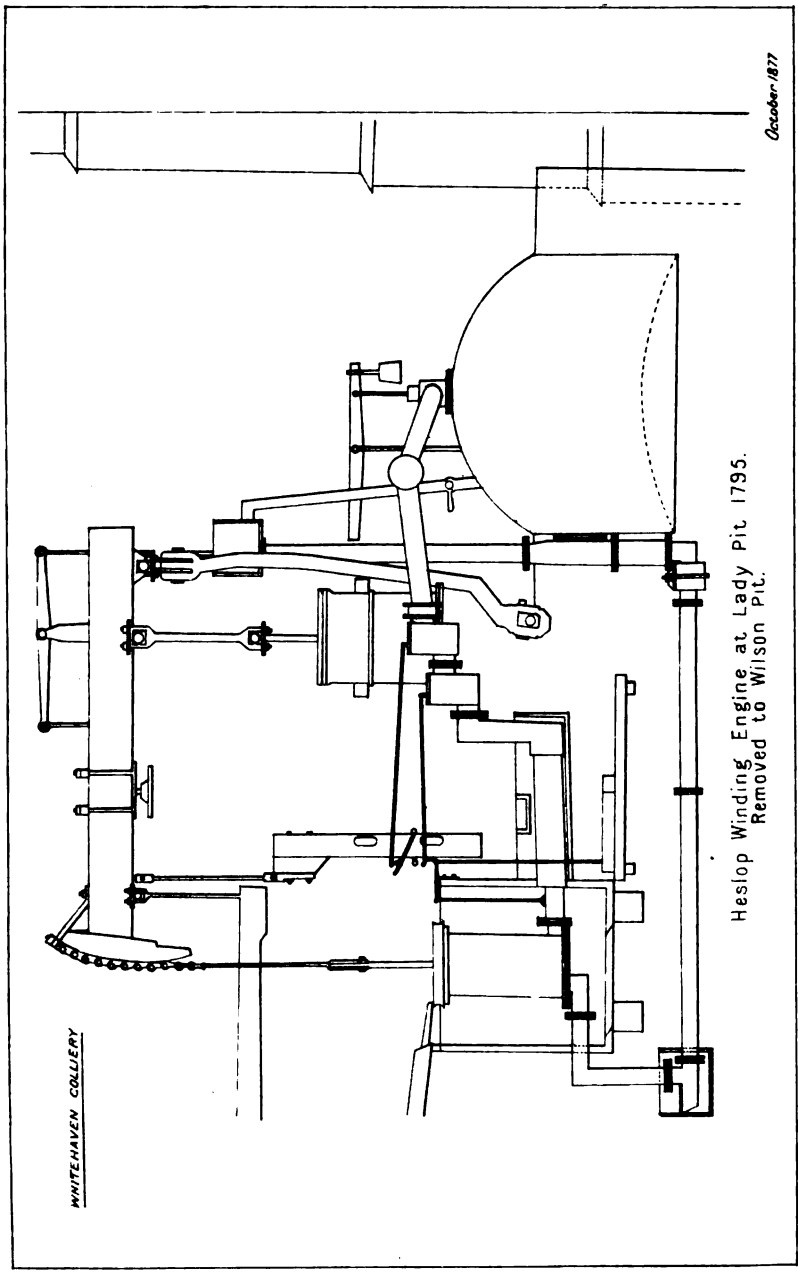 WHITEHAVEN COLLIERY
October 1877
Heslop Winding Engine at Lady Pit 1795.
Removed to Wilson Pit.